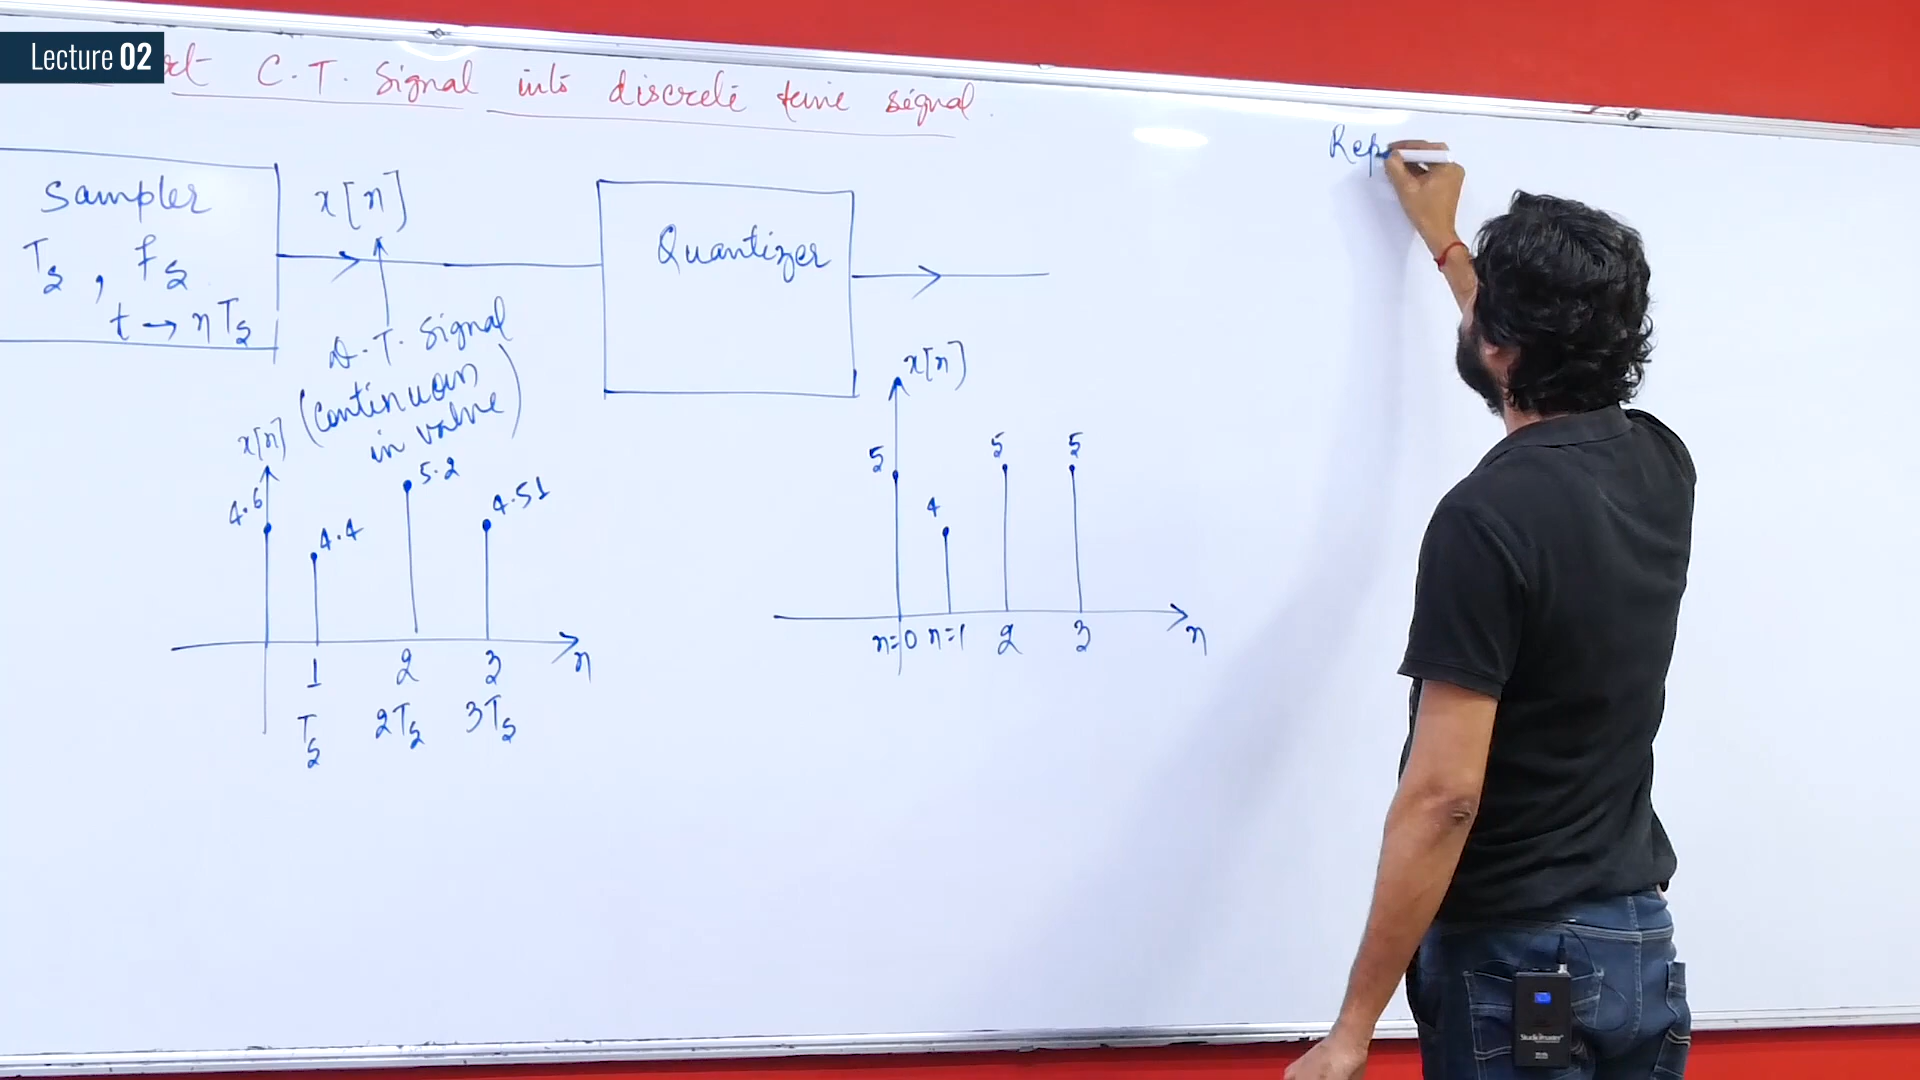 Lecture 02
C.T. Signal into discrete time signal.
Rep
Sampler
Ts, fs
t → nTs
x[n]
D.T. Signal
(continuous
in value)
Quantizer
x[n]
4.6
4.4
5.2
4.51
1 2 3 n
Ts 2Ts 3Ts
x[n]
5
4
5
5
n=0 n=1 2 3 n